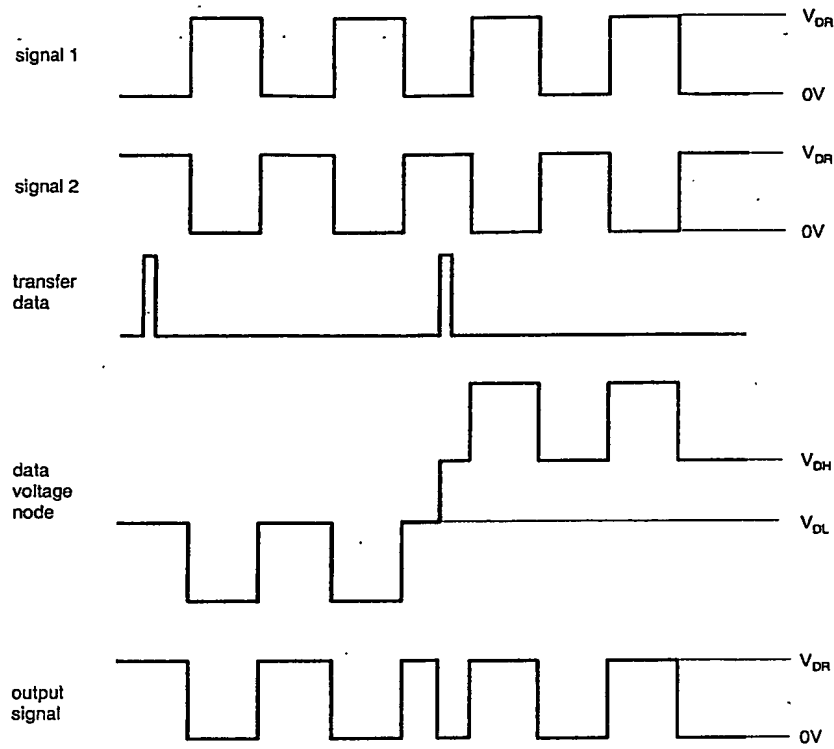 V_DR
signal 1
0V
V_DR
signal 2
0V
transfer
data
V_DH
data
voltage
node
V_DL
V_DR
output
signal
0V